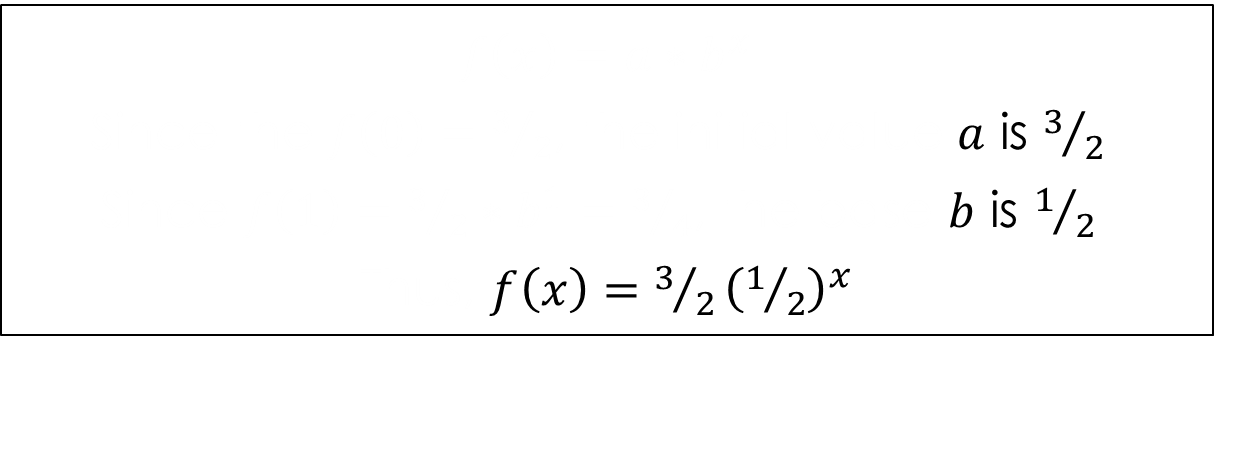 a is 3/2
b is 1/2
f(x) = 3/2 (1/2)^x